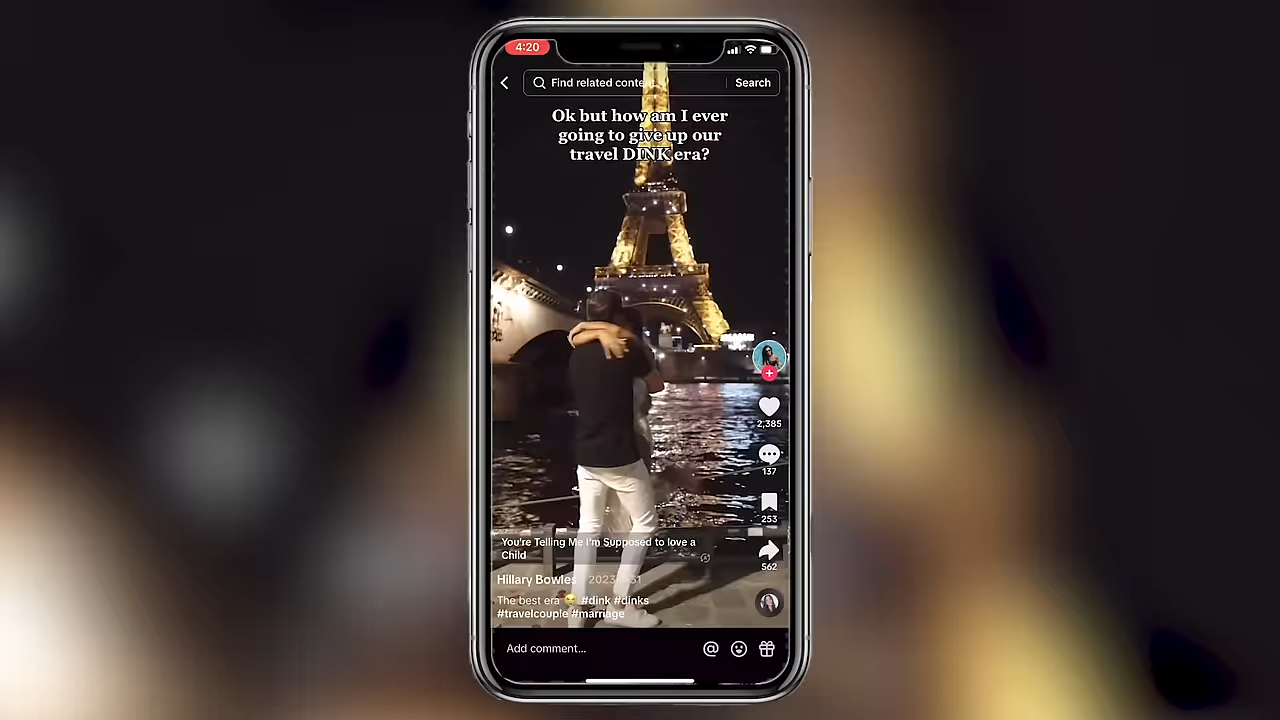 4:20
Find related content
Search
Ok but how am I ever
going to give up our
travel DINK era?
2,385
137
253
562
You're Telling Me I'm Supposed to love a
Child
Hillary Bowles
The best era 😭 #dink #dinks
#travelcouple #marriage
Add comment...